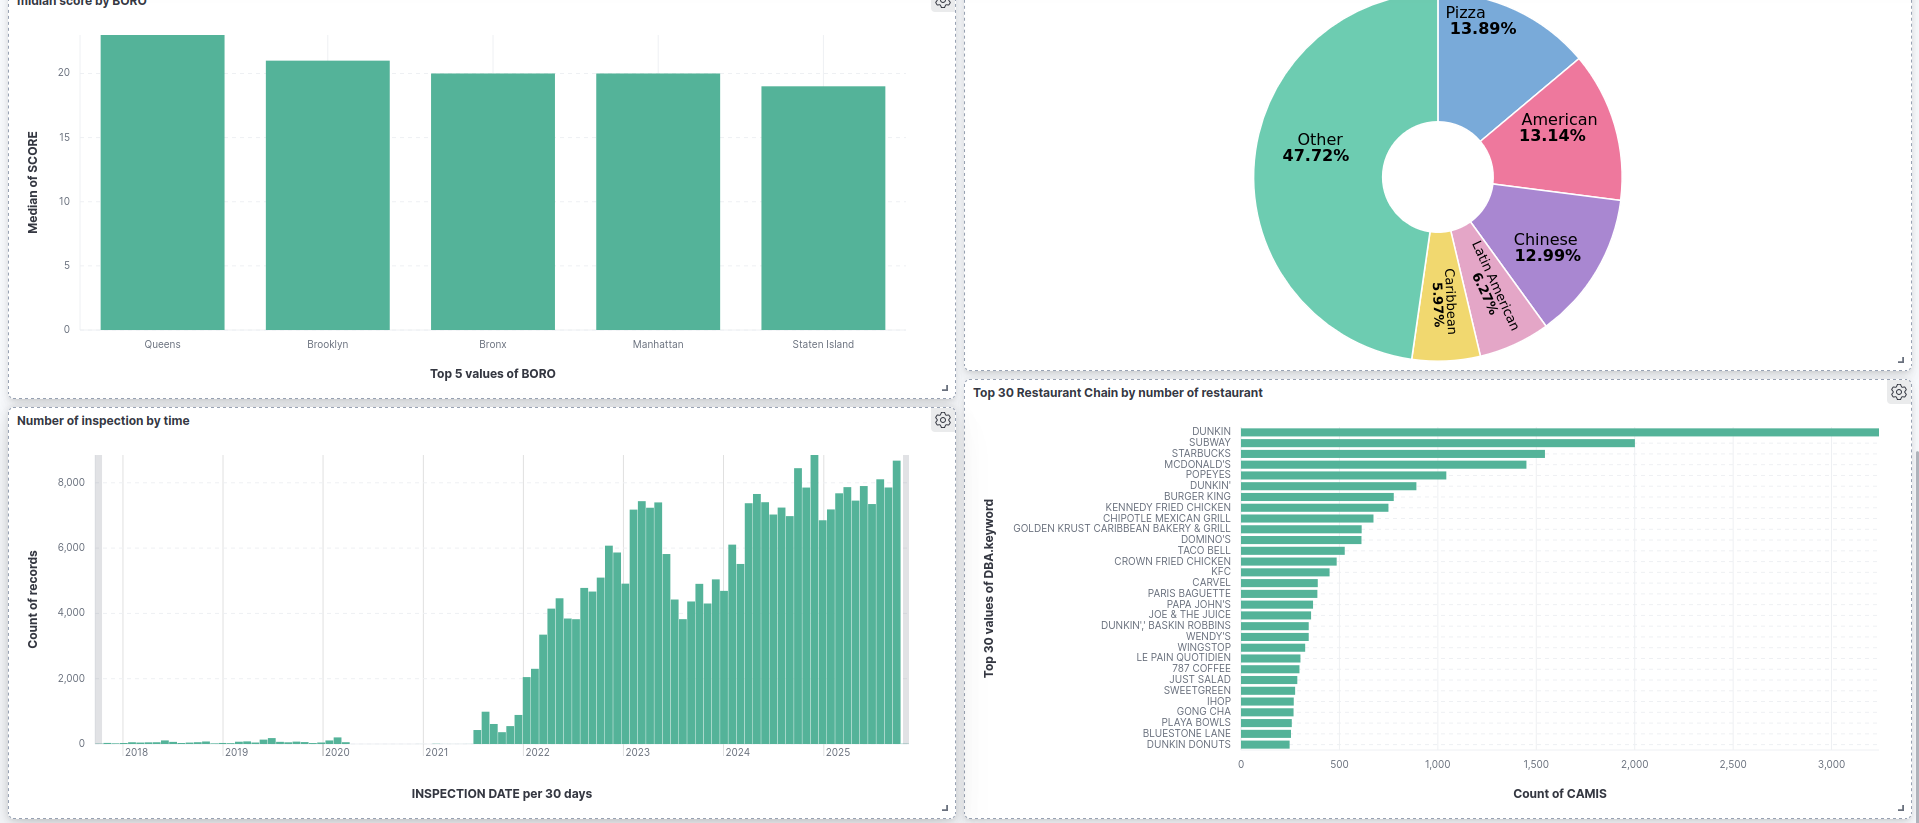 midian score by BORO
20
15
10
5
0
Median of SCORE
Queens
Brooklyn
Bronx
Manhattan
Staten Island
Top 5 values of BORO
Pizza
13.89%
American
13.14%
Other
47.72%
Chinese
12.99%
Latin American
6.27%
Caribbean
5.97%
Number of inspection by time
8,000
6,000
4,000
2,000
0
Count of records
2018
2019
2020
2021
2022
2023
2024
2025
INSPECTION DATE per 30 days
Top 30 Restaurant Chain by number of restaurant
Top 30 values of DBA.keyword
DUNKIN
SUBWAY
STARBUCKS
MCDONALD'S
POPEYES
DUNKIN'
BURGER KING
KENNEDY FRIED CHICKEN
CHIPOTLE MEXICAN GRILL
GOLDEN KRUST CARIBBEAN BAKERY & GRILL
DOMINO'S
TACO BELL
CROWN FRIED CHICKEN
KFC
CARVEL
PARIS BAGUETTE
PAPA JOHN'S
JOE & THE JUICE
DUNKIN',' BASKIN ROBBINS
WENDY'S
WINGSTOP
LE PAIN QUOTIDIEN
787 COFFEE
JUST SALAD
SWEETGREEN
IHOP
GONG CHA
PLAYA BOWLS
BLUESTONE LANE
DUNKIN DONUTS
0
500
1,000
1,500
2,000
2,500
3,000
Count of CAMIS